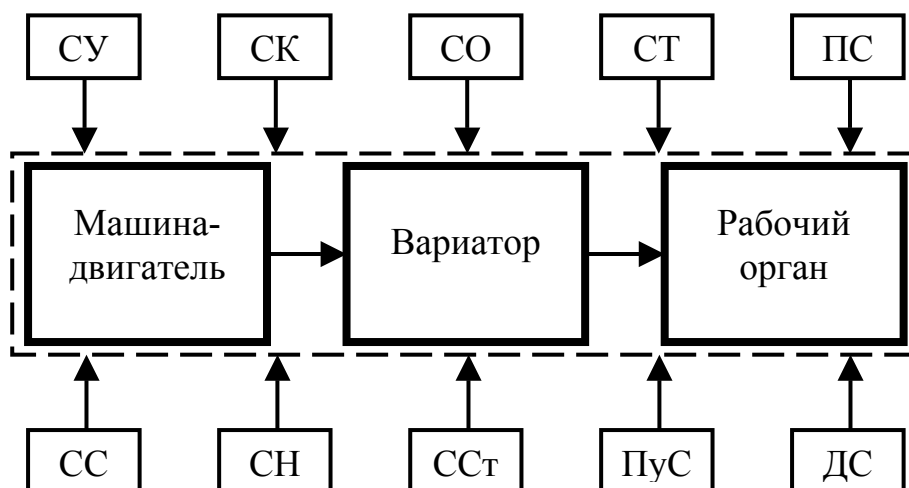 СУ СК СО СТ ПС
Машина-
двигатель
Вариатор
Рабочий
орган
СС СН ССт ПуС ДС